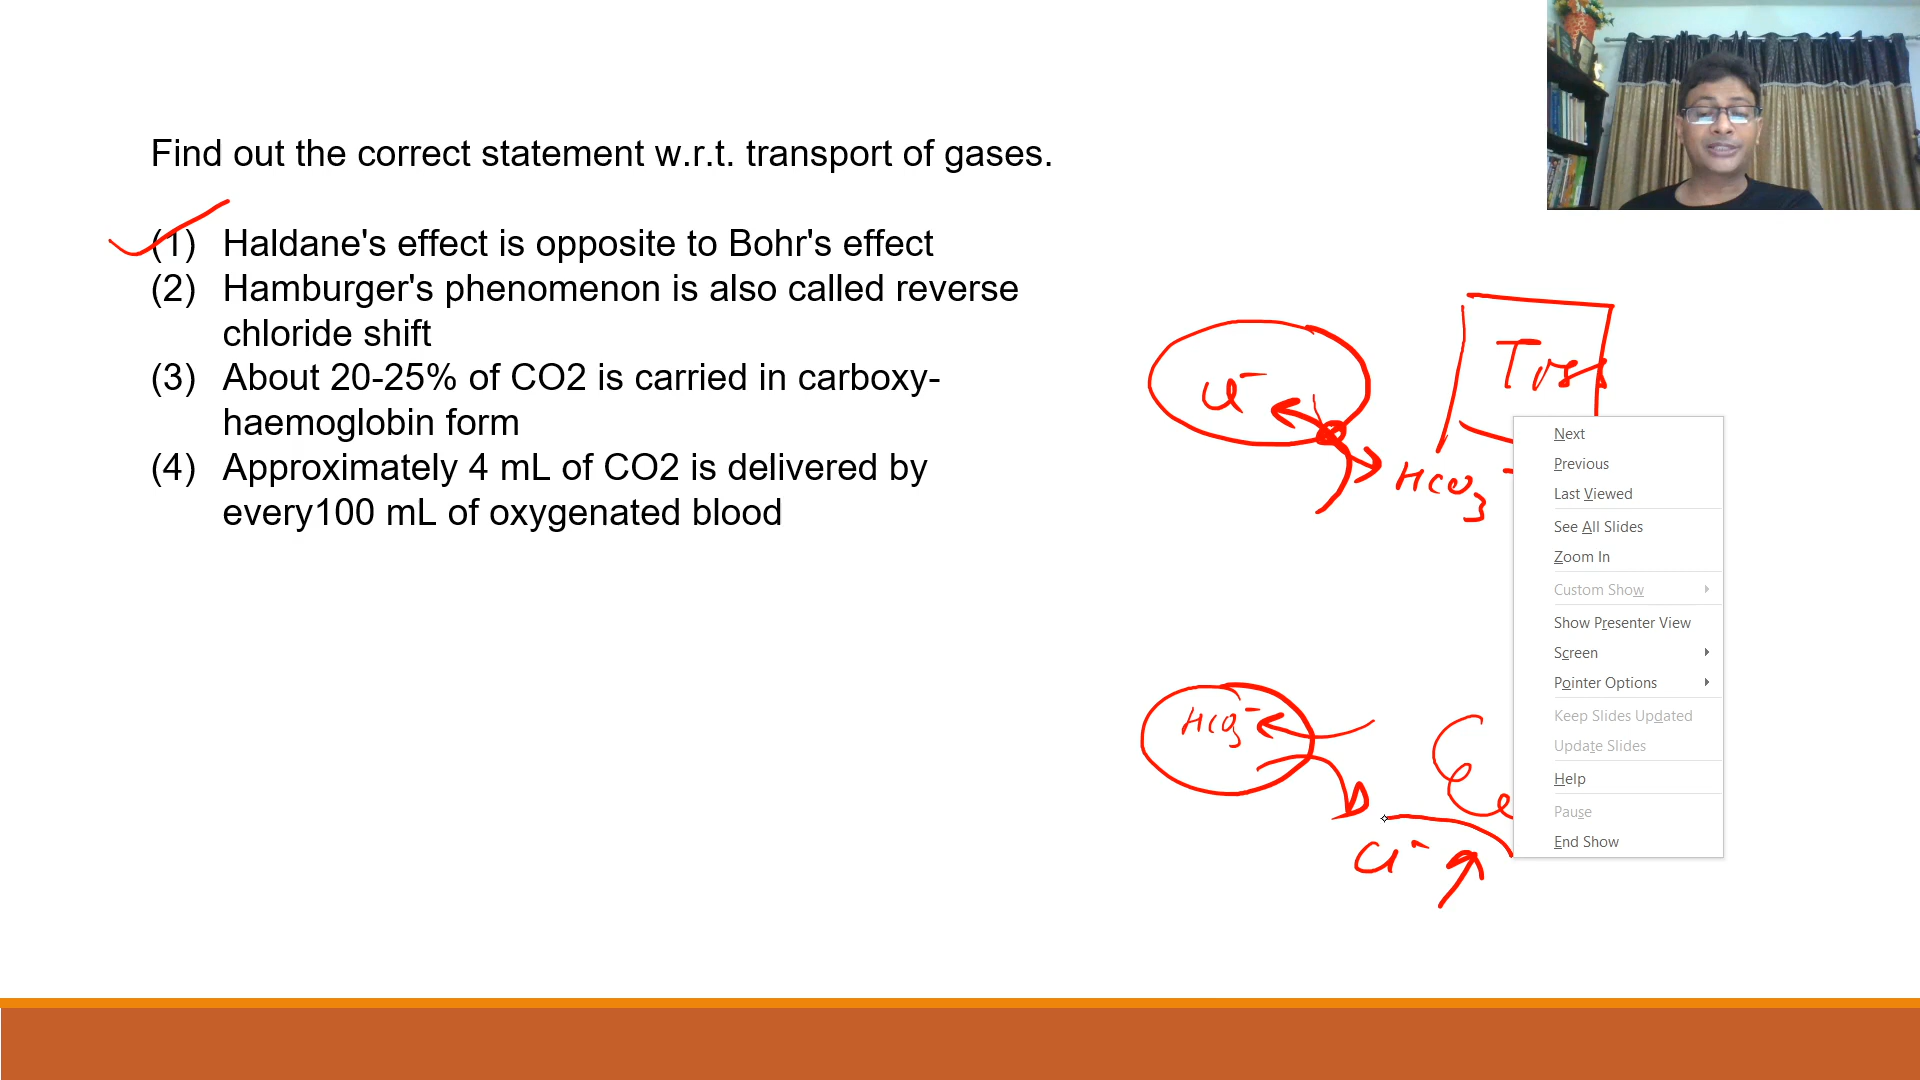 Find out the correct statement w.r.t. transport of gases.
(1) Haldane's effect is opposite to Bohr's effect
(2) Hamburger's phenomenon is also called reverse
chloride shift
(3) About 20-25% of CO2 is carried in carboxy-
haemoglobin form
(4) Approximately 4 mL of CO2 is delivered by
every100 mL of oxygenated blood
Cl⁻
HCO₃⁻
Next
Previous
Last Viewed
See All Slides
Zoom In
Custom Show
Show Presenter View
Screen
Pointer Options
Keep Slides Updated
Update Slides
Help
Pause
End Show
HCO₃⁻
Cl⁻